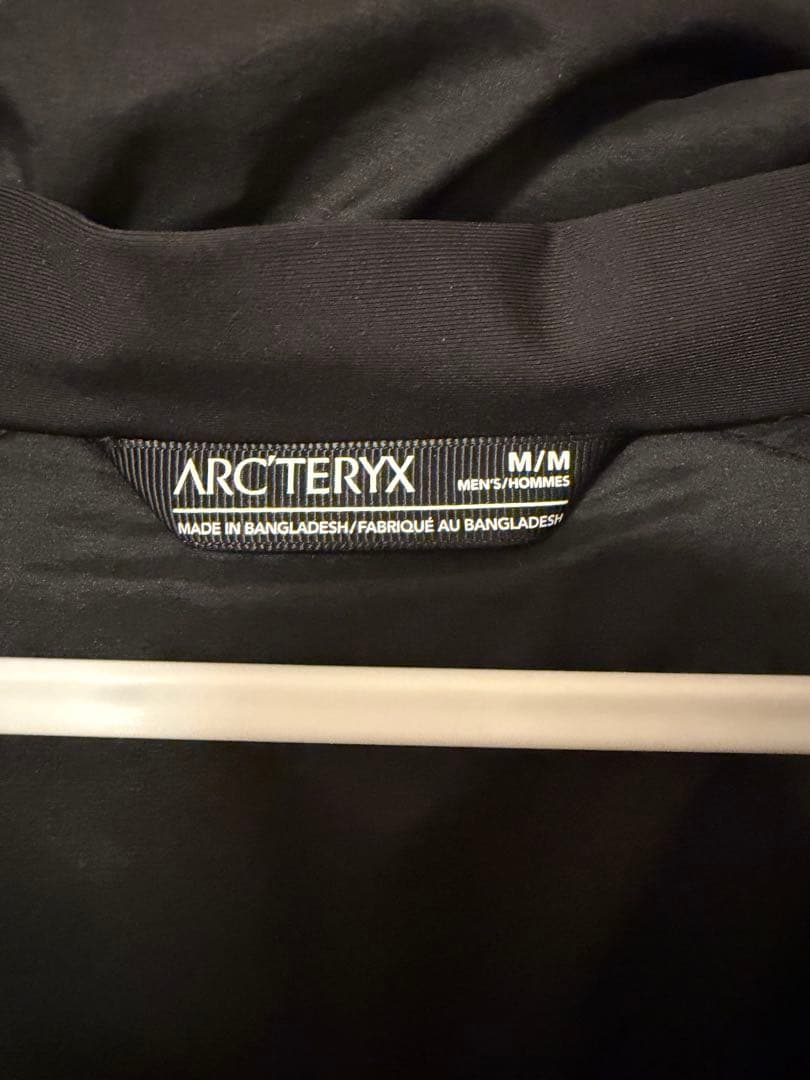 ARC'TERYX
M/M
MEN'S/HOMMES
MADE IN BANGLADESH/FABRIQUÉ AU BANGLADESH